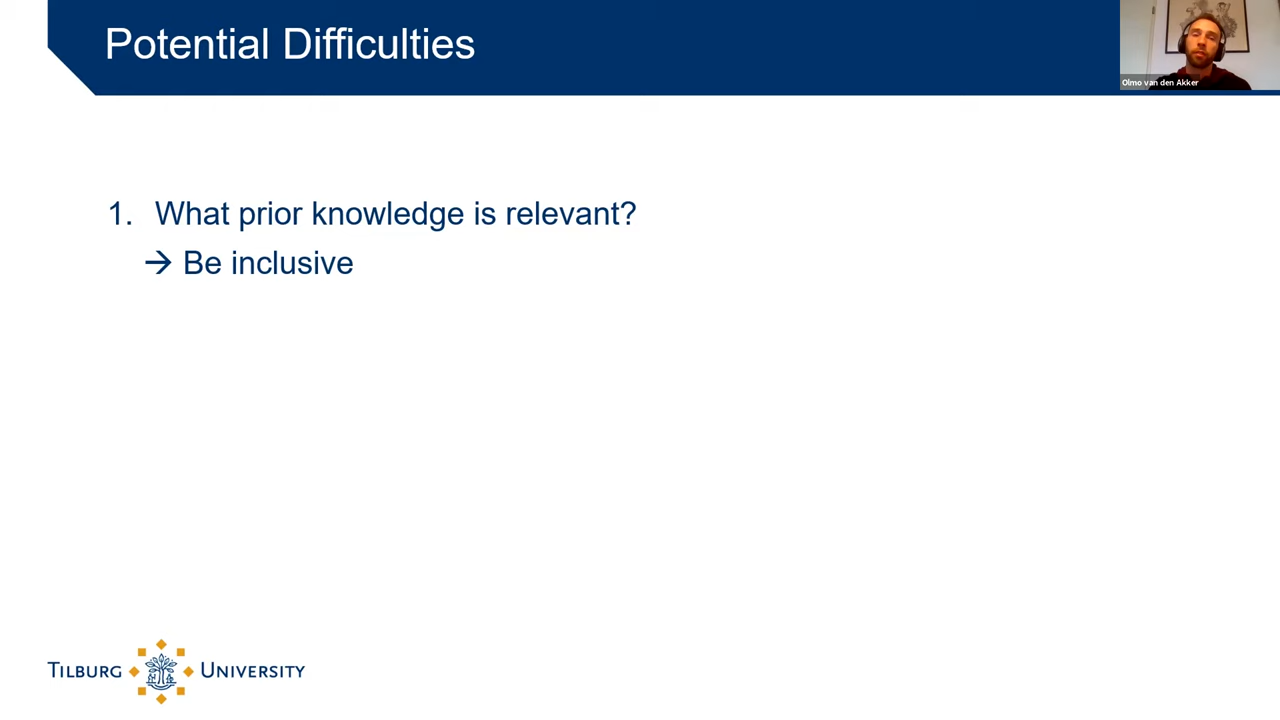 Potential Difficulties
Olmo van den Akker
1. What prior knowledge is relevant?
→ Be inclusive
TILBURG UNIVERSITY